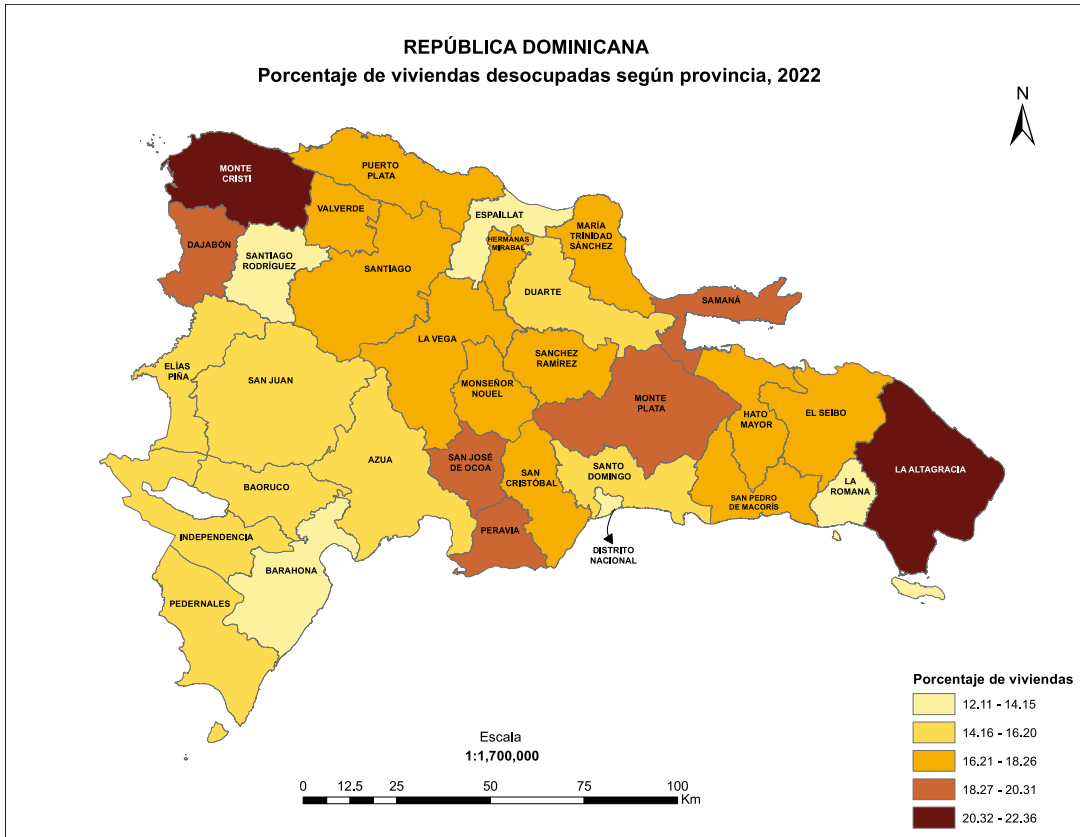 REPÚBLICA DOMINICANA
Porcentaje de viviendas desocupadas según provincia, 2022
N
MONTE
CRISTI
PUERTO
PLATA
VALVERDE
ESPAILLAT
MARÍA
TRINIDAD
SÁNCHEZ
DAJABÓN
SANTIAGO
RODRÍGUEZ
HERMANAS
MIRABAL
SANTIAGO
DUARTE
SAMANÁ
LA VEGA
SANCHEZ
RAMÍREZ
ELÍAS
PIÑA
SAN JUAN
MONSEÑOR
NOUEL
MONTE
PLATA
HATO
MAYOR
EL SEIBO
SAN JOSÉ
DE OCOA
AZUA
SAN
CRISTÓBAL
SANTO
DOMINGO
LA ALTAGRACIA
LA
ROMANA
BAORUCO
SAN PEDRO
DE MACORÍS
PERAVIA
INDEPENDENCIA
DISTRITO
NACIONAL
BARAHONA
PEDERNALES
Porcentaje de viviendas
12.11 - 14.15
14.16 - 16.20
16.21 - 18.26
18.27 - 20.31
20.32 - 22.36
Escala
1:1,700,000
0 12.5 25 50 75 100
Km